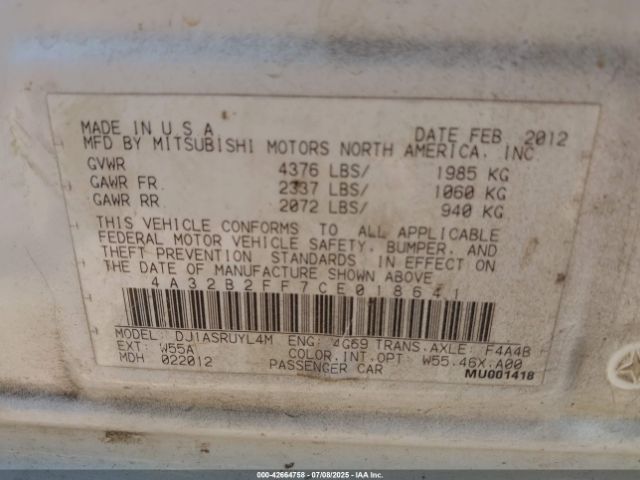 MADE IN U S A DATE FEB 2012
MFD BY MITSUBISHI MOTORS NORTH AMERICA, INC
GVWR 4376 LBS/ 1985 KG
GAWR FR. 2337 LBS/ 1060 KG
GAWR RR. 2072 LBS/ 940 KG
THIS VEHICLE CONFORMS TO ALL APPLICABLE
FEDERAL MOTOR VEHICLE SAFETY, BUMPER, AND
THEFT PREVENTION STANDARDS IN EFFECT ON
THE DATE OF MANUFACTURE SHOWN ABOVE
4A32B2FF7CE018641
MODEL: DJ1ASRUYL4M ENG: 4G69 TRANS.AXLE F4A4B
EXT: W55A COLOR.INT.OPT: W55.46X.A00
MDH 022012 PASSENGER CAR
MU001418
000-42664758 - 07/08/2025 - IAA Inc.